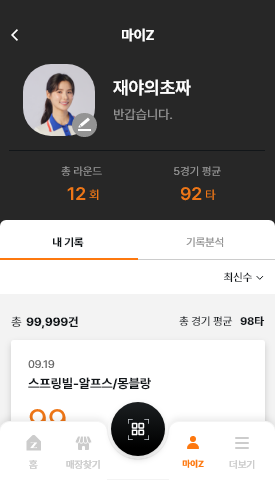 마이Z
재야의초짜
반갑습니다.
총 라운드
12 회
5경기 평균
92 타
내 기록
기록분석
최신수
총 99,999건
총 경기 평균 98타
09.19
스프링빌-알프스/몽블랑
99
홈
매장찾기
마이Z
더보기